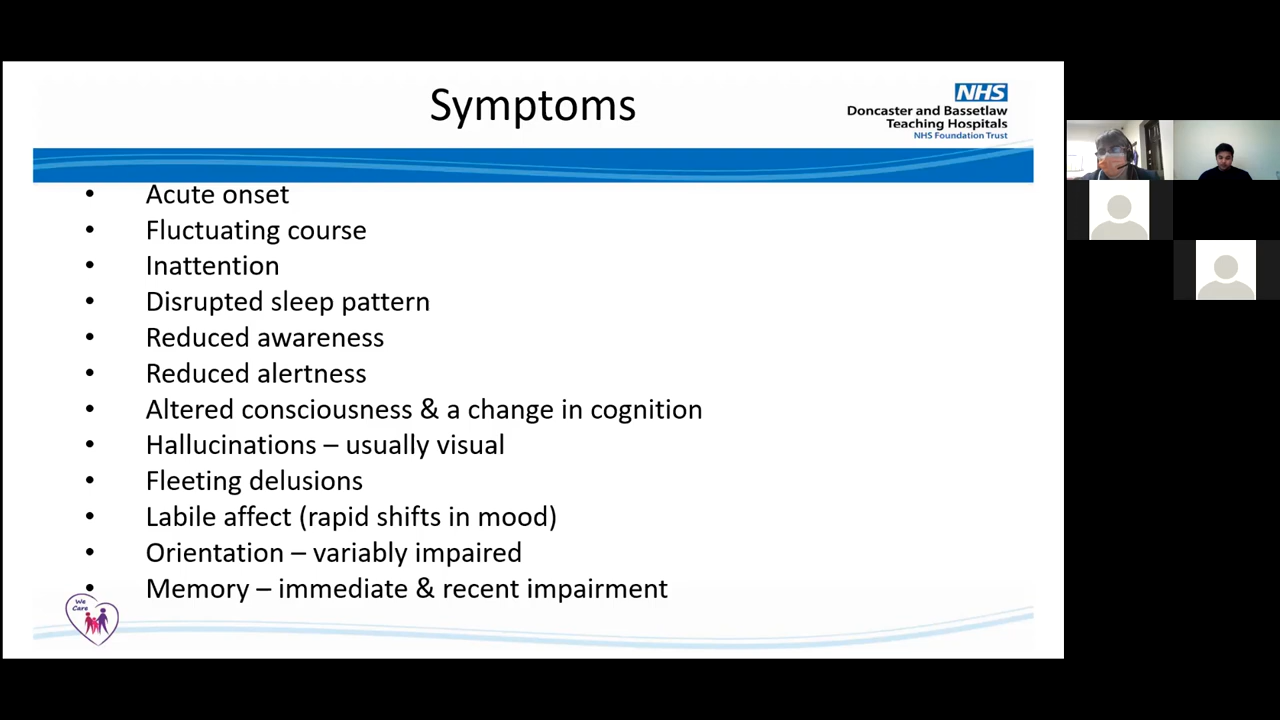 Symptoms
NHS
Doncaster and Bassetlaw
Teaching Hospitals
NHS Foundation Trust
• Acute onset
• Fluctuating course
• Inattention
• Disrupted sleep pattern
• Reduced awareness
• Reduced alertness
• Altered consciousness & a change in cognition
• Hallucinations – usually visual
• Fleeting delusions
• Labile affect (rapid shifts in mood)
• Orientation – variably impaired
• Memory – immediate & recent impairment
We
Care